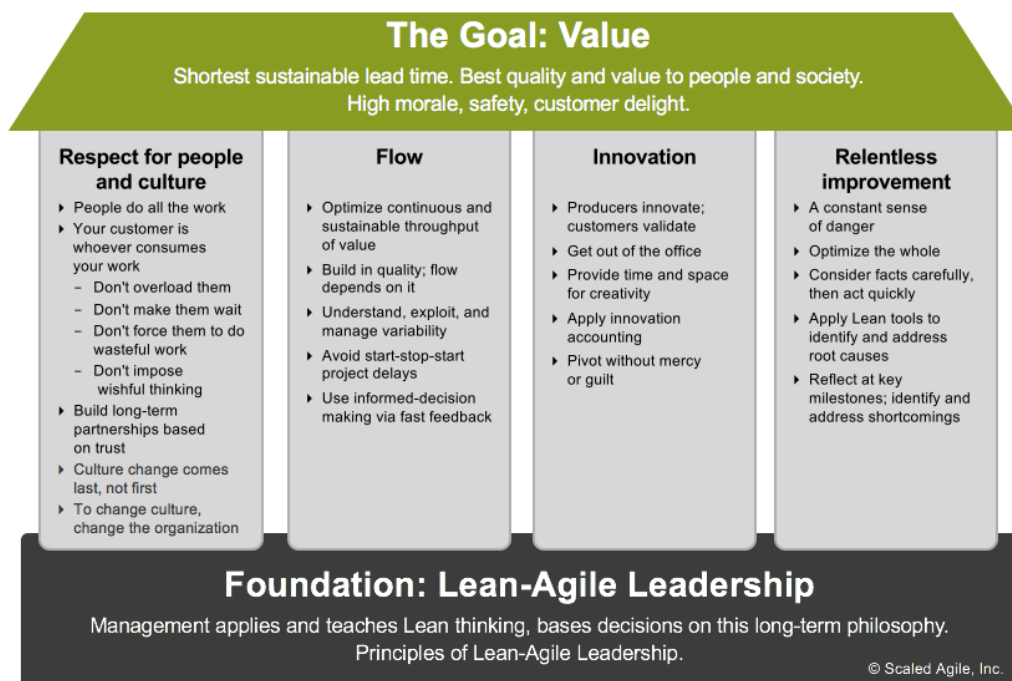 The Goal: Value
Shortest sustainable lead time. Best quality and value to people and society.
High morale, safety, customer delight.
Respect for people
and culture
People do all the work
Your customer is
whoever consumes
your work
– Don't overload them
– Don't make them wait
– Don't force them to do
wasteful work
– Don't impose
wishful thinking
Build long-term
partnerships based
on trust
Culture change comes
last, not first
To change culture,
change the organization
Flow
Optimize continuous and
sustainable throughput
of value
Build in quality; flow
depends on it
Understand, exploit, and
manage variability
Avoid start-stop-start
project delays
Use informed-decision
making via fast feedback
Innovation
Producers innovate;
customers validate
Get out of the office
Provide time and space
for creativity
Apply innovation
accounting
Pivot without mercy
or guilt
Relentless
improvement
A constant sense
of danger
Optimize the whole
Consider facts carefully,
then act quickly
Apply Lean tools to
identify and address
root causes
Reflect at key
milestones; identify and
address shortcomings
Foundation: Lean-Agile Leadership
Management applies and teaches Lean thinking, bases decisions on this long-term philosophy.
Principles of Lean-Agile Leadership.
© Scaled Agile, Inc.